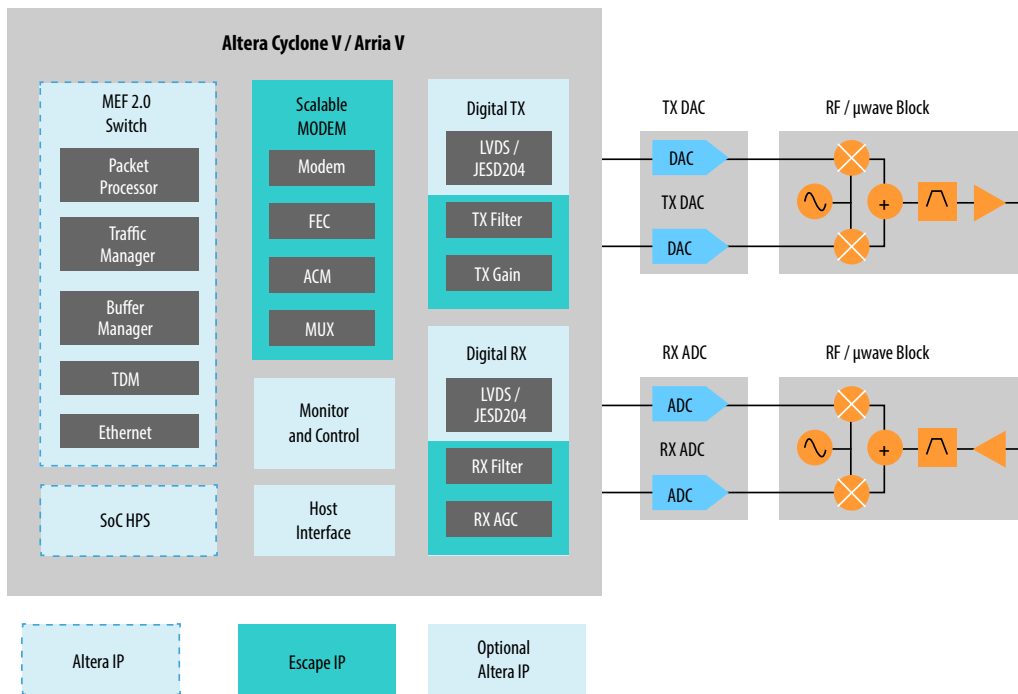 Altera Cyclone V / Arria V
MEF 2.0
Switch
Packet
Processor
Traffic
Manager
Buffer
Manager
TDM
Ethernet
SoC HPS
Scalable
MODEM
Modem
FEC
ACM
MUX
Monitor
and Control
Host
Interface
Digital TX
LVDS /
JESD204
TX Filter
TX Gain
Digital RX
LVDS /
JESD204
RX Filter
RX AGC
TX DAC
DAC
TX DAC
DAC
RF / μwave Block
+
RX ADC
ADC
RX ADC
ADC
RF / μwave Block
+
Altera IP
Escape IP
Optional
Altera IP